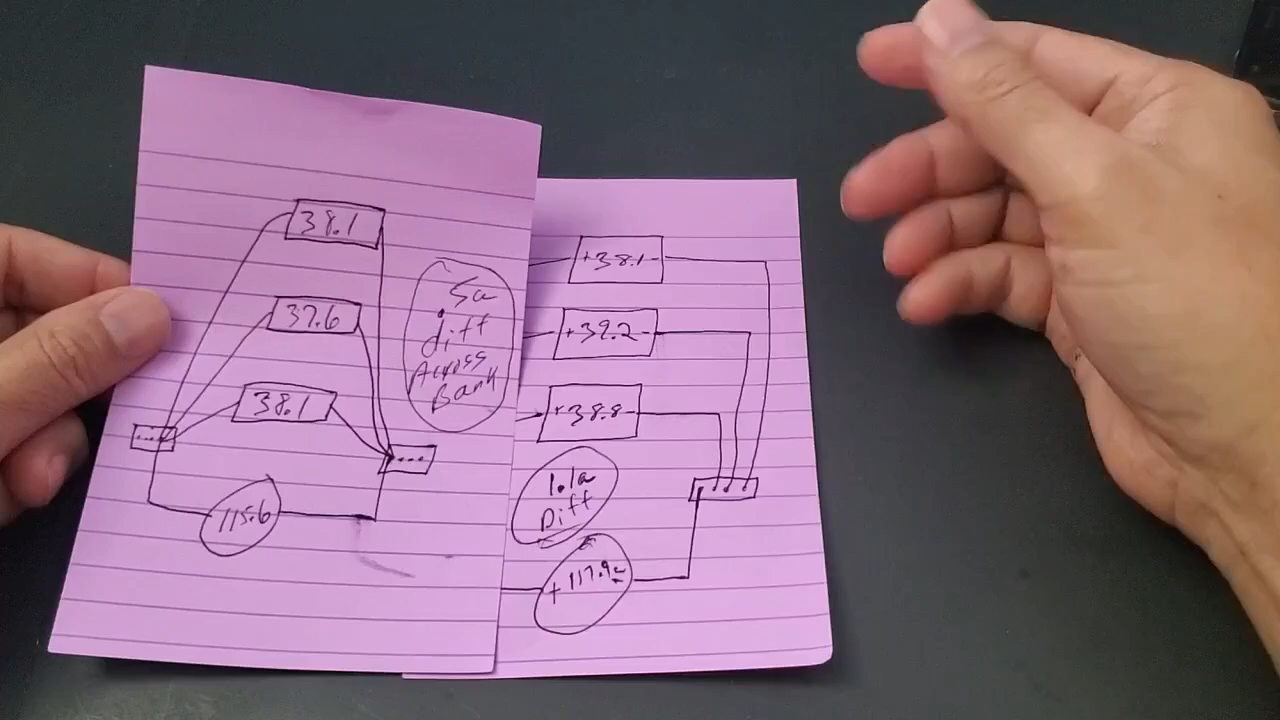 38.1
37.6
38.1
115.6
.5a
diff
Across
Bank
+38.1-
+39.2-
+38.8-
1.1a
Diff
+ 117.9a -